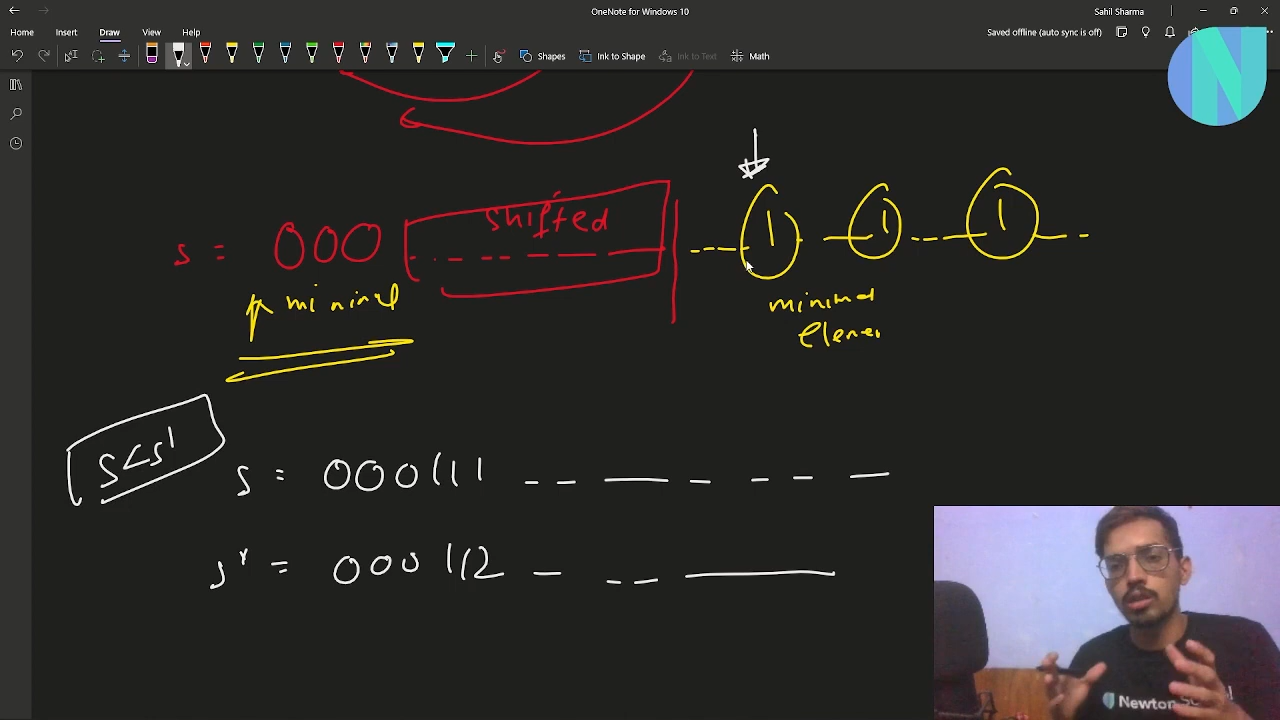 OneNote for Windows 10
Sahil Sharma
Home Insert Draw View Help
Saved offline (auto sync is off)
Shapes Ink to Shape Ink to Text Math
s = 000 shifted 1 1 1
minimal
minimal
s < s'
s = 000111
s' = 000112
Newton